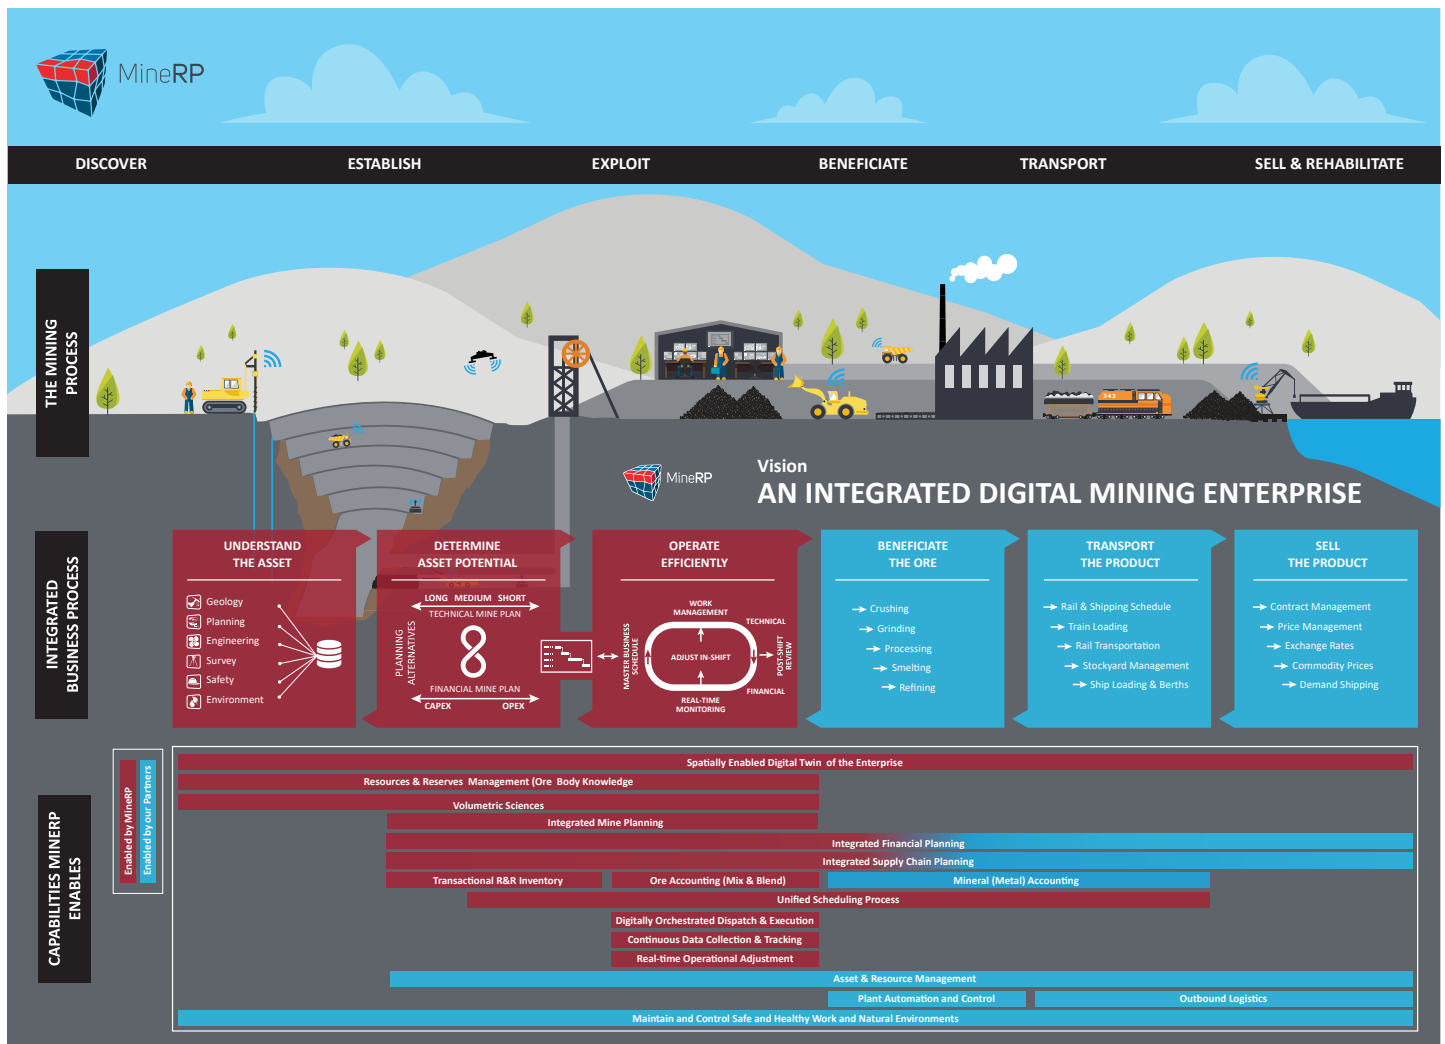 MineRP
DISCOVER
ESTABLISH
EXPLOIT
BENEFICIATE
TRANSPORT
SELL & REHABILITATE
THE MINING
PROCESS
343
MineRP
Vision
AN INTEGRATED DIGITAL MINING ENTERPRISE
INTEGRATED
BUSINESS PROCESS
UNDERSTAND
THE ASSET
Geology
Planning
Engineering
Survey
Safety
Environment
DETERMINE
ASSET POTENTIAL
LONG MEDIUM SHORT
TECHNICAL MINE PLAN
PLANNING
ALTERNATIVES
FINANCIAL MINE PLAN
CAPEX
OPEX
OPERATE
EFFICIENTLY
MASTER BUSINESS
SCHEDULE
WORK
MANAGEMENT
TECHNICAL
ADJUST IN-SHIFT
POST-SHIFT
REVIEW
FINANCIAL
REAL-TIME
MONITORING
BENEFICIATE
THE ORE
Crushing
Grinding
Processing
Smelting
Refining
TRANSPORT
THE PRODUCT
Rail & Shipping Schedule
Train Loading
Rail Transportation
Stockyard Management
Ship Loading & Berths
SELL
THE PRODUCT
Contract Management
Price Management
Exchange Rates
Commodity Prices
Demand Shipping
CAPABILITIES MINERP
ENABLES
Enabled by MineRP
Enabled by our Partners
Spatially Enabled Digital Twin of the Enterprise
Resources & Reserves Management (Ore Body Knowledge
Volumetric Sciences
Integrated Mine Planning
Integrated Financial Planning
Integrated Supply Chain Planning
Transactional R&R Inventory
Ore Accounting (Mix & Blend)
Mineral (Metal) Accounting
Unified Scheduling Process
Digitally Orchestrated Dispatch & Execution
Continuous Data Collection & Tracking
Real-time Operational Adjustment
Asset & Resource Management
Plant Automation and Control
Outbound Logistics
Maintain and Control Safe and Healthy Work and Natural Environments